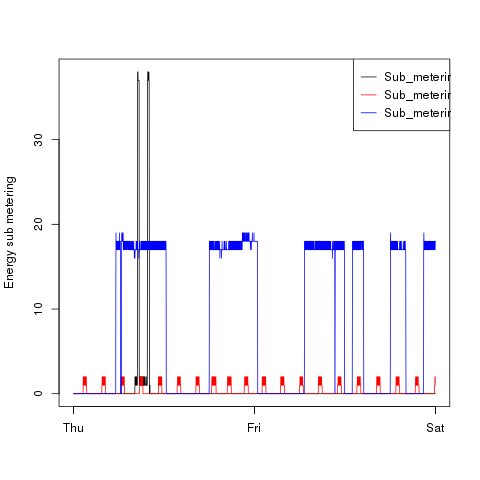 Sub_meterin
Sub_meterin
Sub_meterin
Energy sub metering
30
20
10
0
Thu Fri Sat